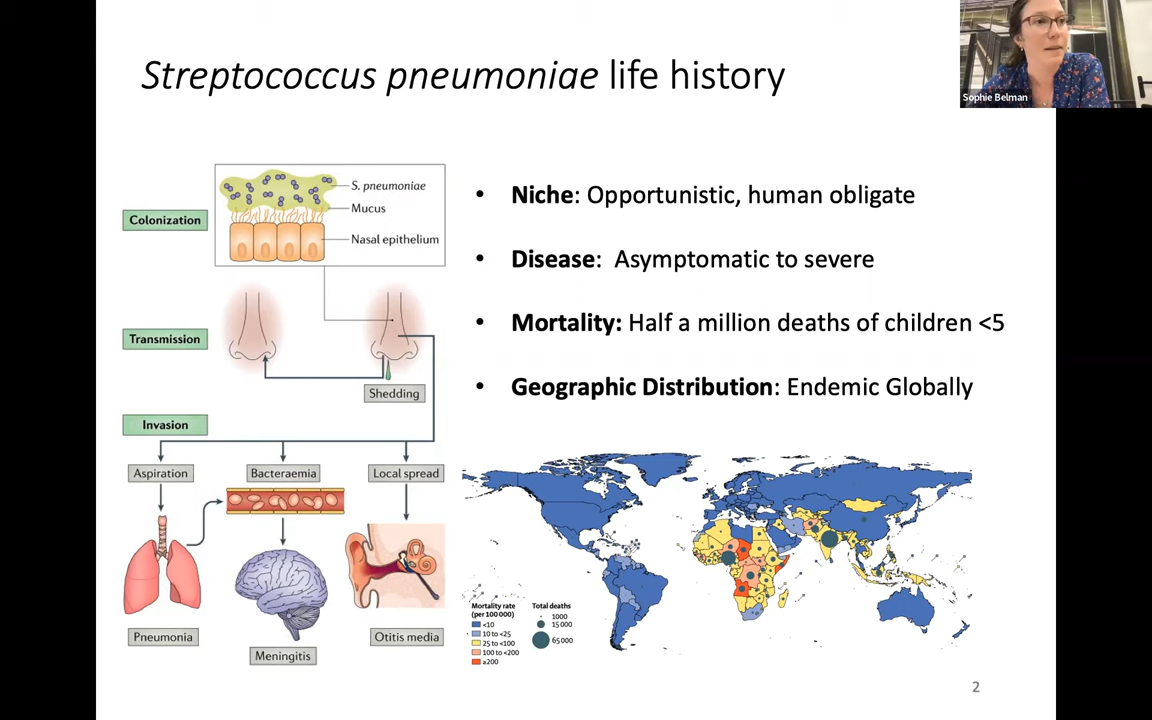 Streptococcus pneumoniae life history
Sophie Belman
Colonization
S. pneumoniae
Mucus
Nasal epithelium
Transmission
Shedding
Invasion
Aspiration
Bacteraemia
Local spread
Pneumonia
Meningitis
Otitis media
• Niche: Opportunistic, human obligate
• Disease: Asymptomatic to severe
• Mortality: Half a million deaths of children <5
• Geographic Distribution: Endemic Globally
Mortality rate
(per 100 000)
<10
10 to <25
25 to <100
100 to <200
≥200
Total deaths
1000
15 000
65 000
2